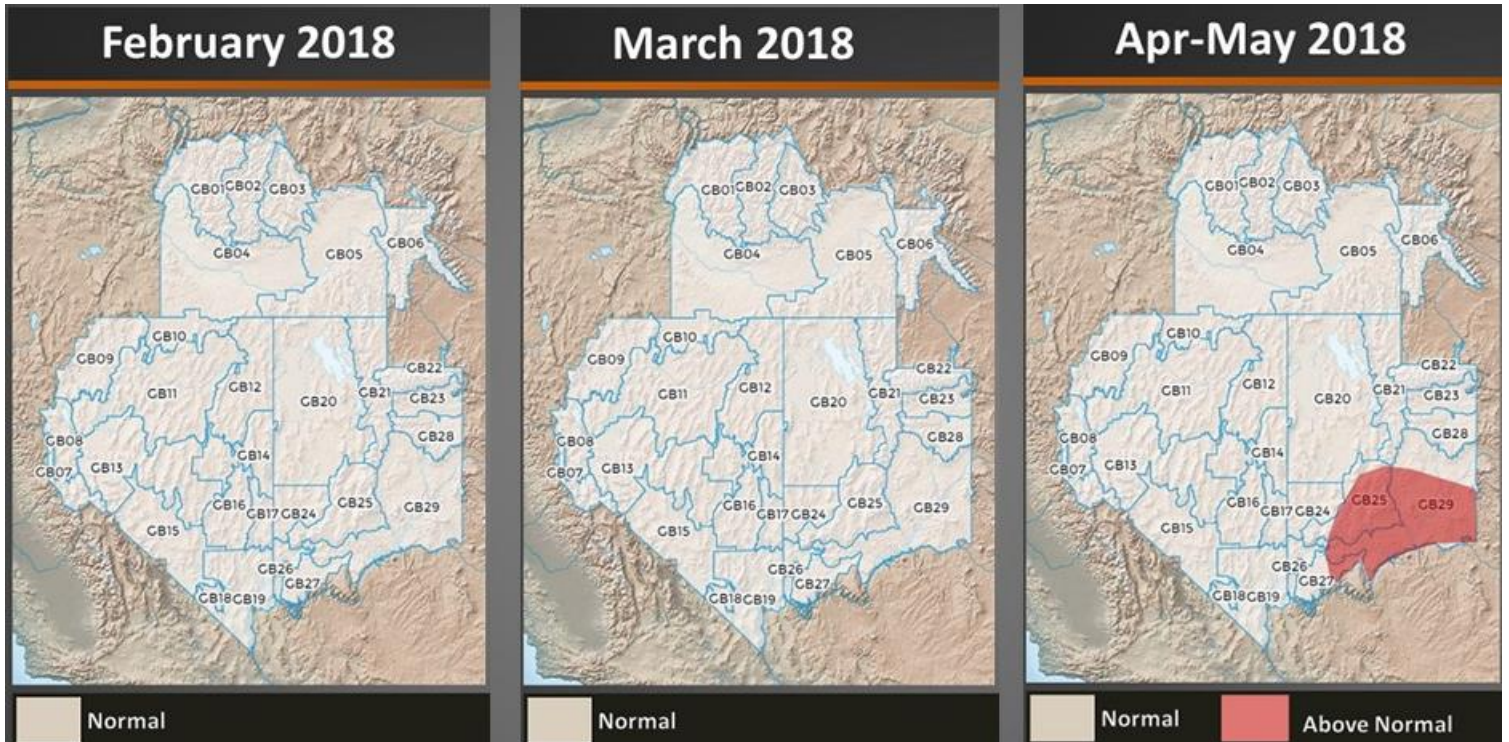 February 2018
GB01
GB02
GB03
GB04
GB05
GB06
GB10
GB09
GB11
GB12
GB20
GB21
GB22
GB23
GB28
GB08
GB07
GB13
GB14
GB16
GB17
GB24
GB25
GB29
GB15
GB26
GB27
GB18
GB19
Normal
March 2018
GB01
GB02
GB03
GB04
GB05
GB06
GB10
GB09
GB11
GB12
GB20
GB21
GB22
GB23
GB28
GB08
GB07
GB13
GB14
GB16
GB17
GB24
GB25
GB29
GB15
GB26
GB27
GB18
GB19
Normal
Apr-May 2018
GB01
GB02
GB03
GB04
GB05
GB06
GB10
GB09
GB11
GB12
GB20
GB21
GB22
GB23
GB28
GB08
GB07
GB13
GB14
GB16
GB17
GB24
GB25
GB29
GB15
GB26
GB27
GB18
GB19
Normal
Above Normal